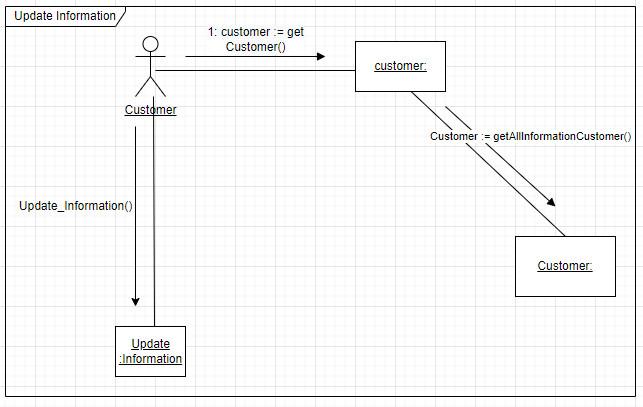 Update Information
1: customer := get
Customer()
customer:
Customer
Customer := getAllInformationCustomer()
Update_Information()
Customer:
Update
:Information